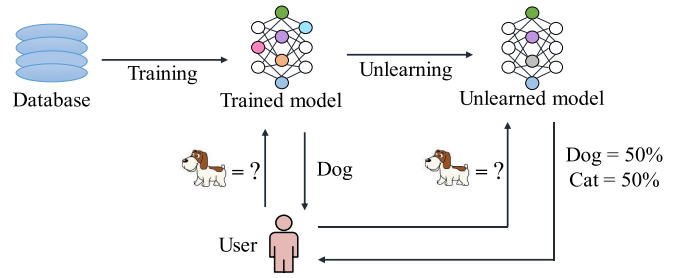 Database
Training
Trained model
Unlearning
Unlearned model
= ?
Dog
= ?
Dog = 50%
Cat = 50%
User